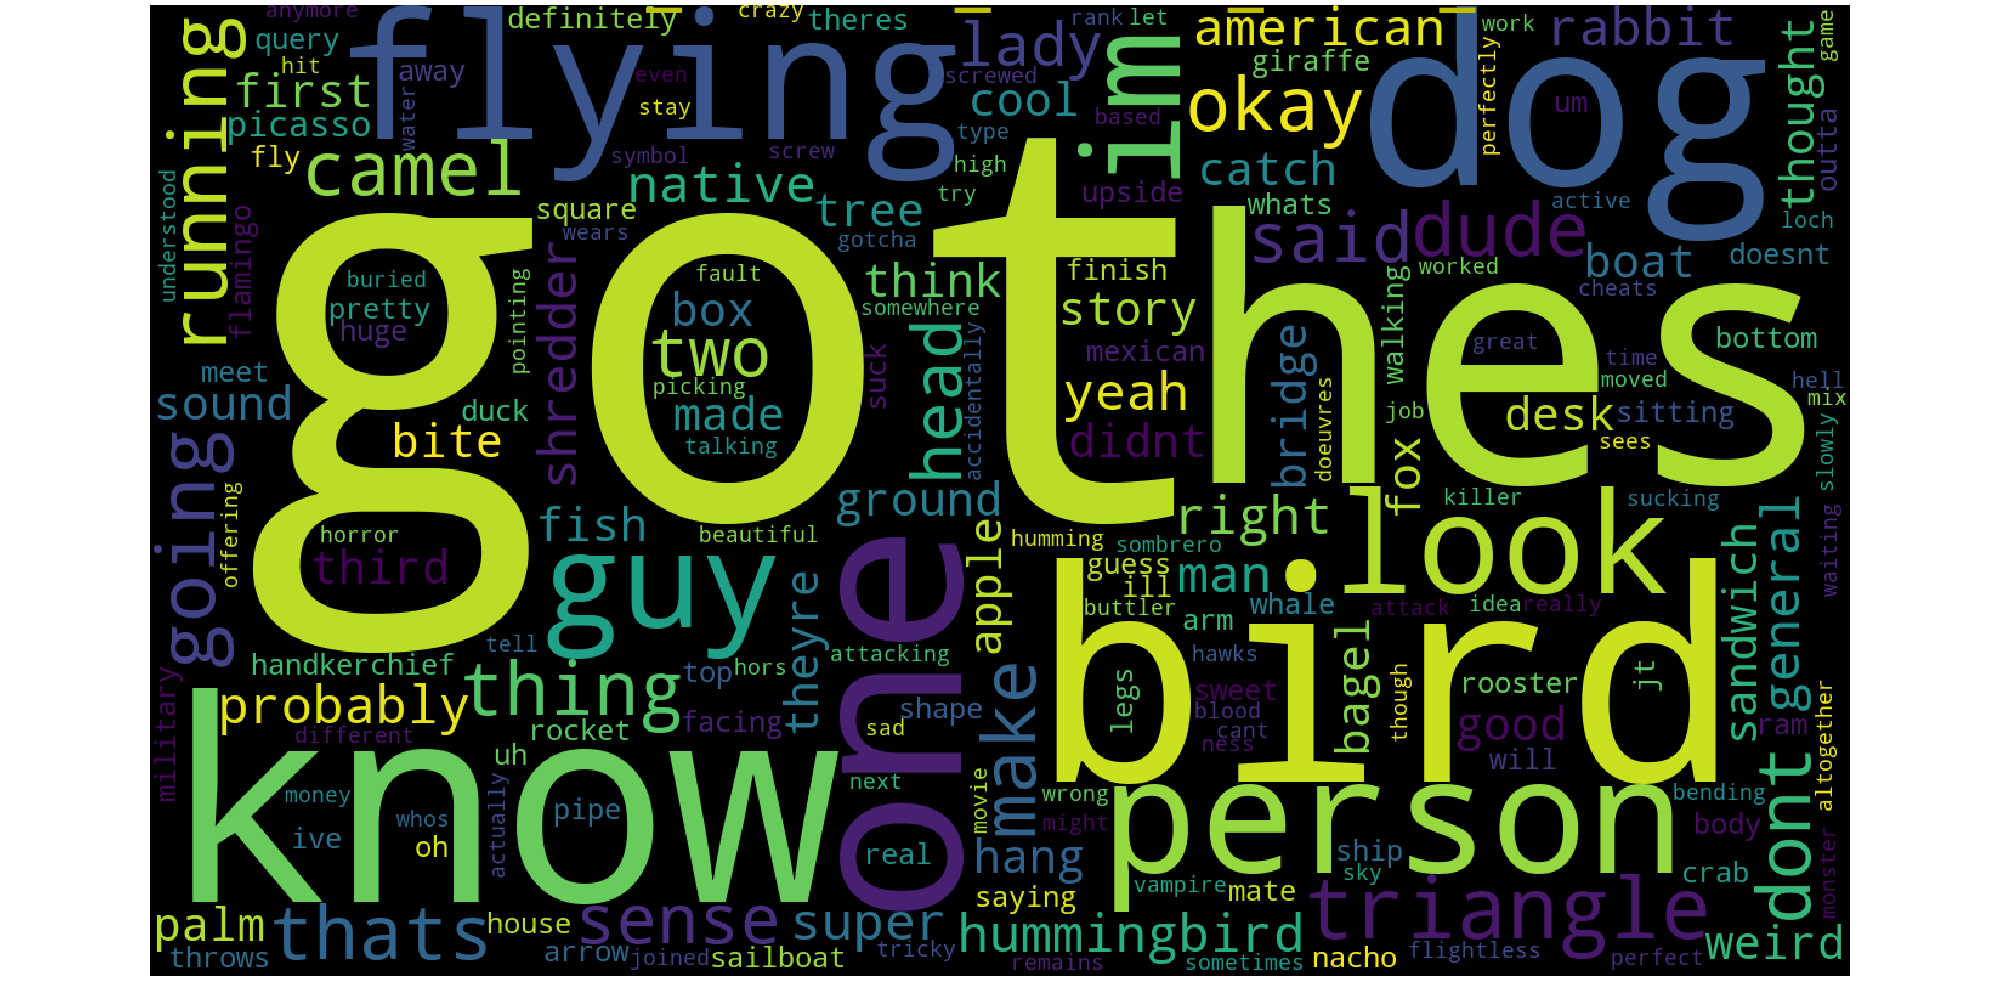 anymore
crazy
rank
let
definitely
theres
query
flying
lady
im
american
work
rabbit
game
running
hit
away
even
screwed
giraffe
dog
thought
first
stay
cool
okay
perfectly
um
picasso
water
based
outta
fly
camel
symbol
screw
type
high
catch
understood
native
try
upside
active
flamingo
square
tree
whats
said
dude
loch
wears
gotcha
boat
doesnt
got
hes
buried
fault
think
finish
worked
pretty
shredder
box
somewhere
story
walking
cheats
huge
pointing
two
head
mexican
bridge
great
time
bottom
meet
picking
suck
accidentally
yeah
moved
hell
sound
duck
made
job
desk
sitting
mix
bite
talking
didnt
doeuvres
sees
slowly
going
offering
ground
right
fox
killer
sucking
horror
fish
beautiful
humming
sombrero
look
general
waiting
third
guy
one
apple
guess
man
ill
buttler
whale
attack
idea
really
sandwich
tell
arm
handkerchief
thing
top
hors
theyre
attacking
bird
hawks
legs
bagel
though
rooster
jt
military
probably
facing
shape
make
sweet
blood
good
ram
different
rocket
sad
cant
ness
altogether
uh
know
next
will
money
actually
pipe
movie
wrong
person
bending
dont
whos
might
body
ive
oh
real
hang
ship
crab
monster
sky
saying
vampire
mate
palm
thats
house
sense
super
hummingbird
triangle
weird
throws
arrow
joined
sailboat
tricky
remains
sometimes
nacho
flightless
perfect